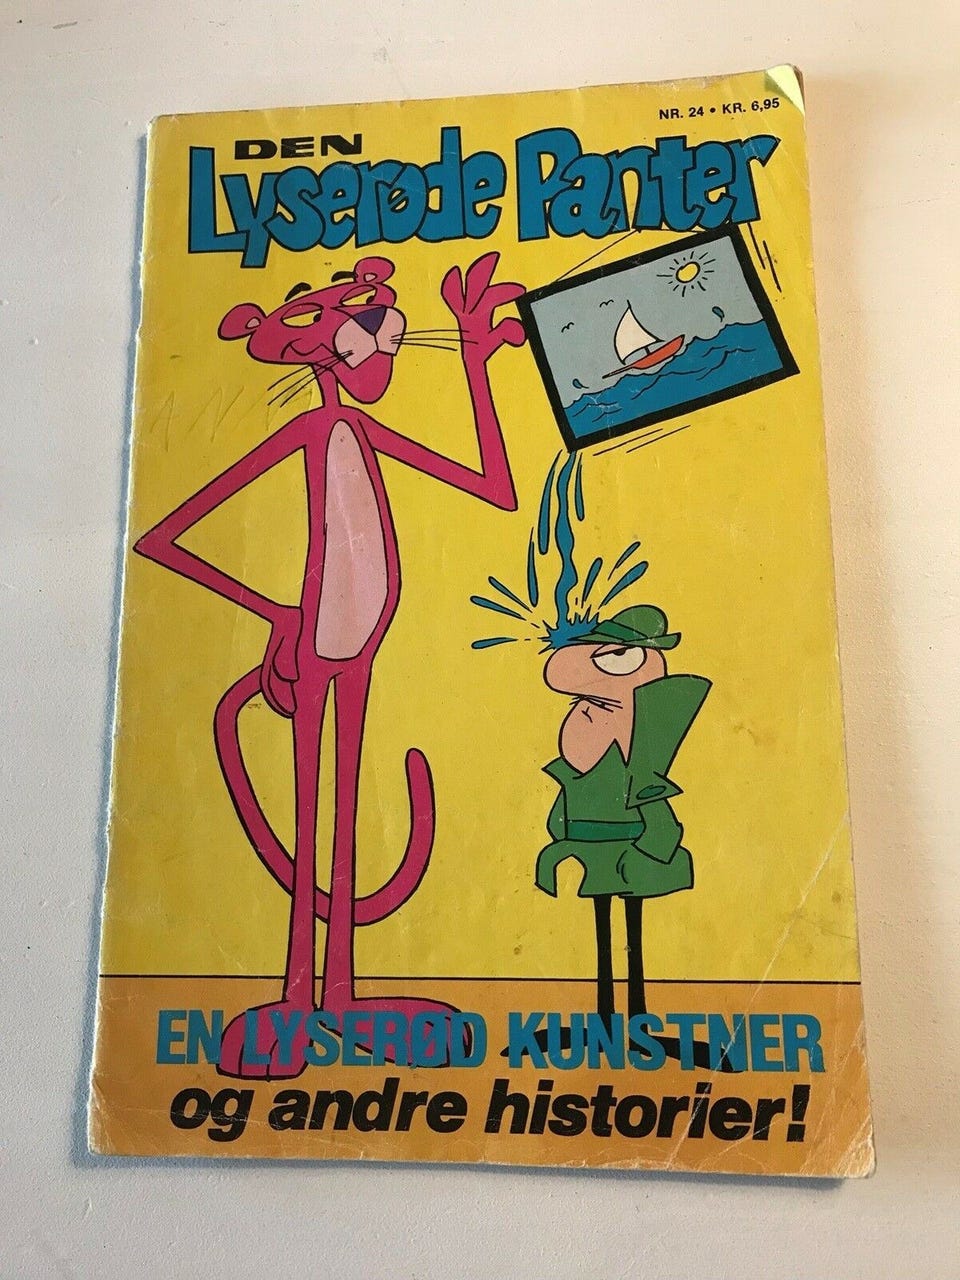 NR. 24 • KR. 6,95
DEN
Lyserøde Panter
EN LYSERØD KUNSTNER
og andre historier!